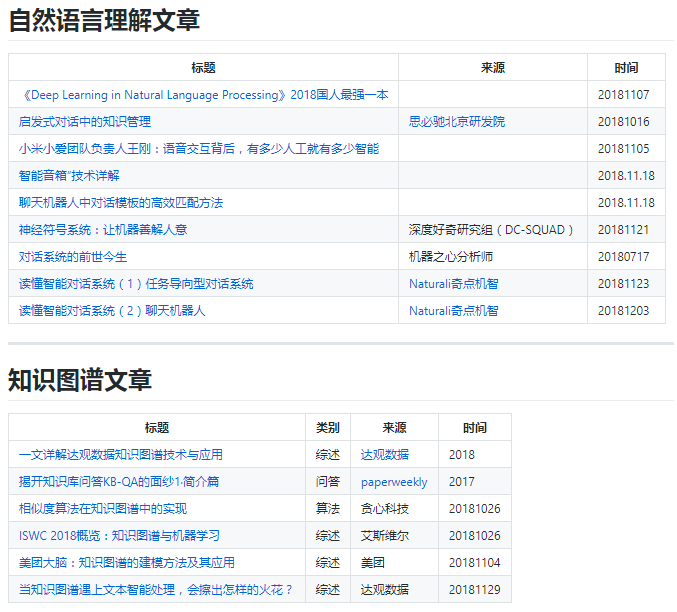 自然语言理解文章
标题 来源 时间
《Deep Learning in Natural Language Processing》2018国人最强一本 20181107
启发式对话中的知识管理 思必驰北京研发院 20181016
小米小爱团队负责人王刚：语音交互背后，有多少人工就有多少智能 20181105
智能音箱"技术详解 2018.11.18
聊天机器人中对话模板的高效匹配方法 2018.11.18
神经符号系统：让机器善解人意 深度好奇研究组（DC-SQUAD） 20181121
对话系统的前世今生 机器之心分析师 20180717
读懂智能对话系统（1）任务导向型对话系统 Naturali奇点机智 20181123
读懂智能对话系统（2）聊天机器人 Naturali奇点机智 20181203
知识图谱文章
标题 类别 来源 时间
一文详解达观数据知识图谱技术与应用 综述 达观数据 2018
揭开知识库问答KB-QA的面纱1·简介篇 问答 paperweekly 2017
相似度算法在知识图谱中的实现 算法 贪心科技 20181026
ISWC 2018概览：知识图谱与机器学习 综述 艾斯维尔 20181026
美团大脑：知识图谱的建模方法及其应用 综述 美团 20181104
当知识图谱遇上文本智能处理，会擦出怎样的火花？ 综述 达观数据 20181129